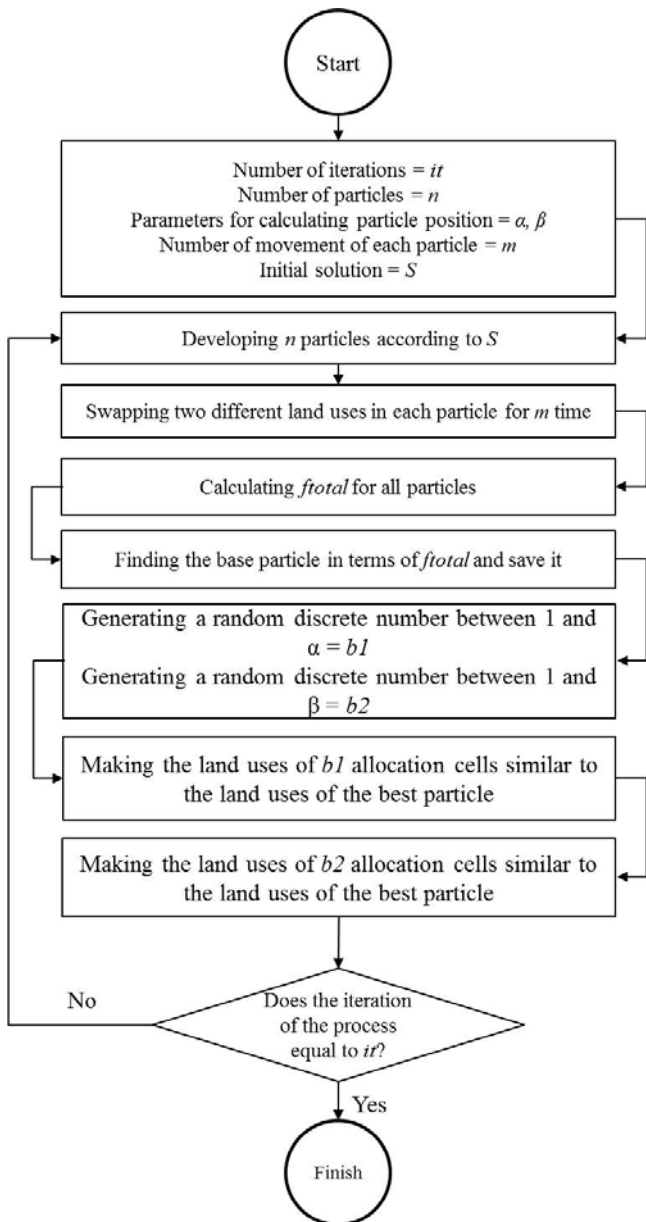 Start
Number of iterations = it
Number of particles = n
Parameters for calculating particle position = α, β
Number of movement of each particle = m
Initial solution = S
Developing n particles according to S
Swapping two different land uses in each particle for m time
Calculating ftotal for all particles
Finding the base particle in terms of ftotal and save it
Generating a random discrete number between 1 and
α = b1
Generating a random discrete number between 1 and
β = b2
Making the land uses of b1 allocation cells similar to
the land uses of the best particle
Making the land uses of b2 allocation cells similar to
the land uses of the best particle
No
Does the iteration
of the process
equal to it?
Yes
Finish